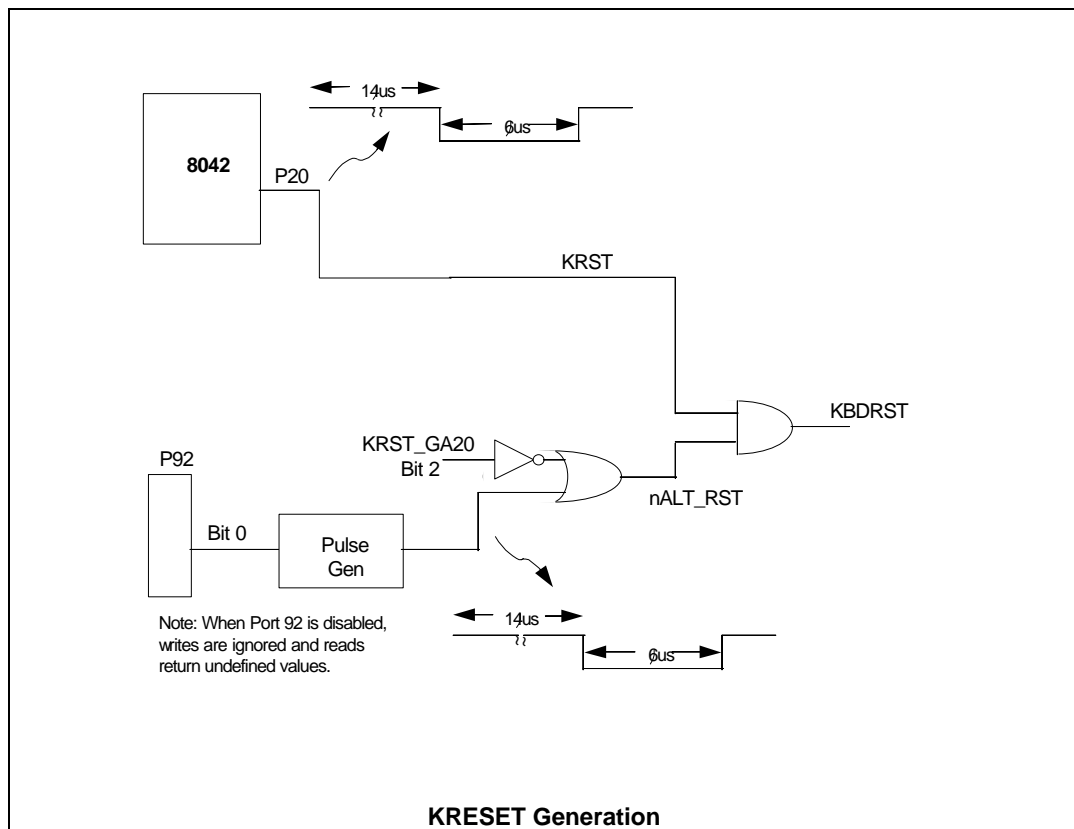 14us
6us
8042
P20
KRST
KBDRST
KRST_GA20
Bit 2
nALT_RST
P92
Bit 0
Pulse
Gen
14us
6us
Note: When Port 92 is disabled,
writes are ignored and reads
return undefined values.
KRESET Generation